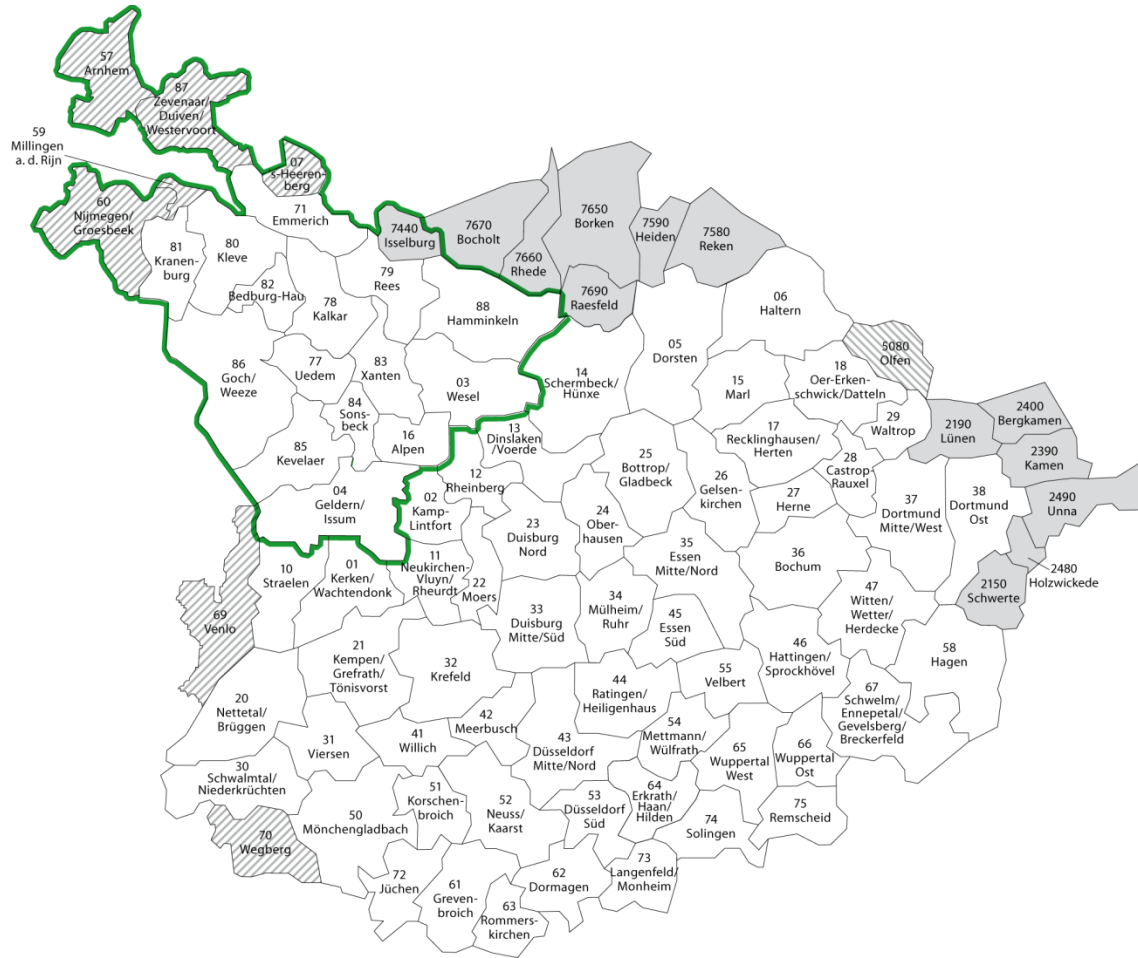 57
Arnhem
87
Zevenaar/
Duiven/
Westervoort
59
Millingen
a. d. Rijn
07
's-Heeren-
berg
60
Nijmegen/
Groesbeek
71
Emmerich
7440
Isselburg
7670
Bocholt
7660
Rhede
7650
Borken
7590
Heiden
7580
Reken
7690
Raesfeld
81
Kranen-
burg
80
Kleve
82
Bedburg-Hau
78
Kalkar
79
Rees
88
Hamminkeln
06
Haltern
05
Dorsten
5080
Olfen
86
Goch/
Weeze
77
Uedem
83
Xanten
03
Wesel
14
Schermbeck/
Hünxe
15
Marl
18
Oer-Erken-
schwick/Datteln
84
Sons-
beck
16
Alpen
13
Dinslaken
/Voerde
29
Waltrop
2190
Lünen
2400
Bergkamen
2390
Kamen
85
Kevelaer
12
Rheinberg
25
Bottrop/
Gladbeck
17
Recklinghausen/
Herten
28
Castrop-
Rauxel
26
Gelsen-
kirchen
27
Herne
37
Dortmund
Mitte/West
38
Dortmund
Ost
2490
Unna
04
Geldern/
Issum
02
Kamp-
Lintfort
23
Duisburg
Nord
24
Ober-
hausen
35
Essen
Mitte/Nord
36
Bochum
2480
Holzwickede
2150
Schwerte
10
Straelen
01
Kerken/
Wachtendonk
11
Neukirchen-
Vluyn/
Rheurdt
22
Moers
33
Duisburg
Mitte/Süd
34
Mülheim/
Ruhr
45
Essen
Süd
47
Witten/
Wetter/
Herdecke
69
Venlo
21
Kempen/
Grefrath/
Tönisvorst
32
Krefeld
46
Hattingen/
Sprockhövel
58
Hagen
20
Nettetal/
Brüggen
31
Viersen
41
Willich
42
Meerbusch
43
Düsseldorf
Mitte/Nord
44
Ratingen/
Heiligenhaus
55
Velbert
54
Mettmann/
Wülfrath
67
Schwelm/
Ennepetal/
Gevelsberg/
Breckerfeld
65
Wuppertal
West
66
Wuppertal
Ost
30
Schwalmtal/
Niederkrüchten
51
Korschen-
broich
52
Neuss/
Kaarst
53
Düsseldorf
Süd
64
Erkrath/
Haan/
Hilden
74
Solingen
75
Remscheid
50
Mönchengladbach
70
Wegberg
72
Jüchen
61
Greven-
broich
62
Dormagen
73
Langenfeld/
Monheim
63
Rommers-
kirchen